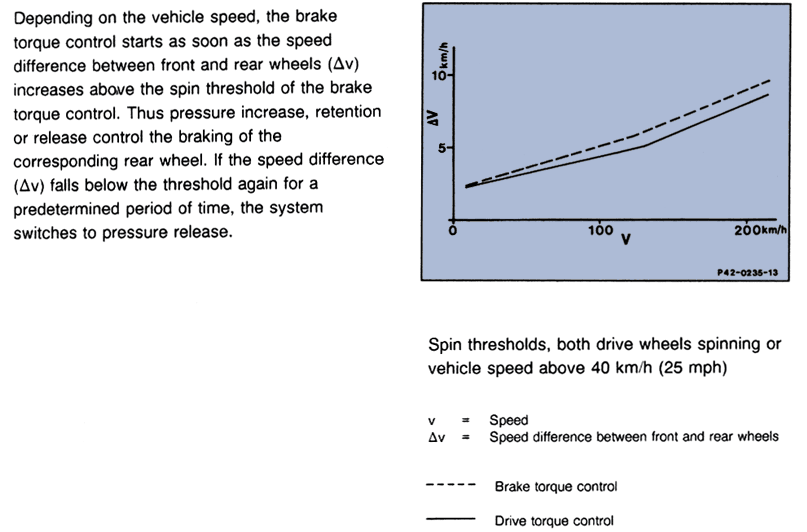 Depending on the vehicle speed, the brake
torque control starts as soon as the speed
difference between front and rear wheels (Δv)
increases above the spin threshold of the brake
torque control. Thus pressure increase, retention
or release control the braking of the
corresponding rear wheel. If the speed difference
(Δv) falls below the threshold again for a
predetermined period of time, the system
switches to pressure release.
km/h
10
ΔV
5
0
100
200km/h
V
P42-0235-13
Spin thresholds, both drive wheels spinning or
vehicle speed above 40 km/h (25 mph)
v = Speed
Δv = Speed difference between front and rear wheels
Brake torque control
Drive torque control